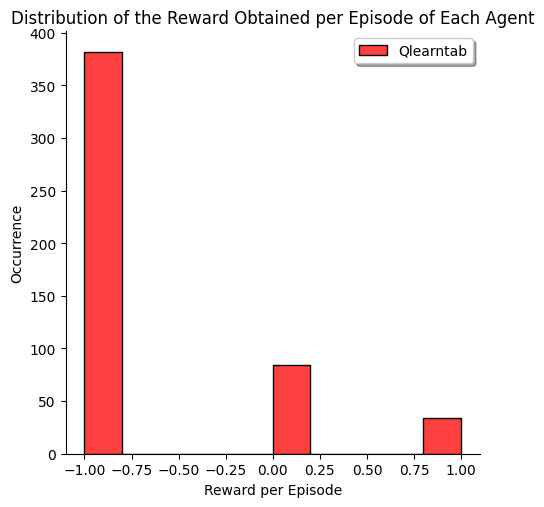 Distribution of the Reward Obtained per Episode of Each Agent
Qlearntab
400
350
300
250
200
150
100
50
0
Occurrence
−1.00 −0.75 −0.50 −0.25 0.00 0.25 0.50 0.75 1.00
Reward per Episode